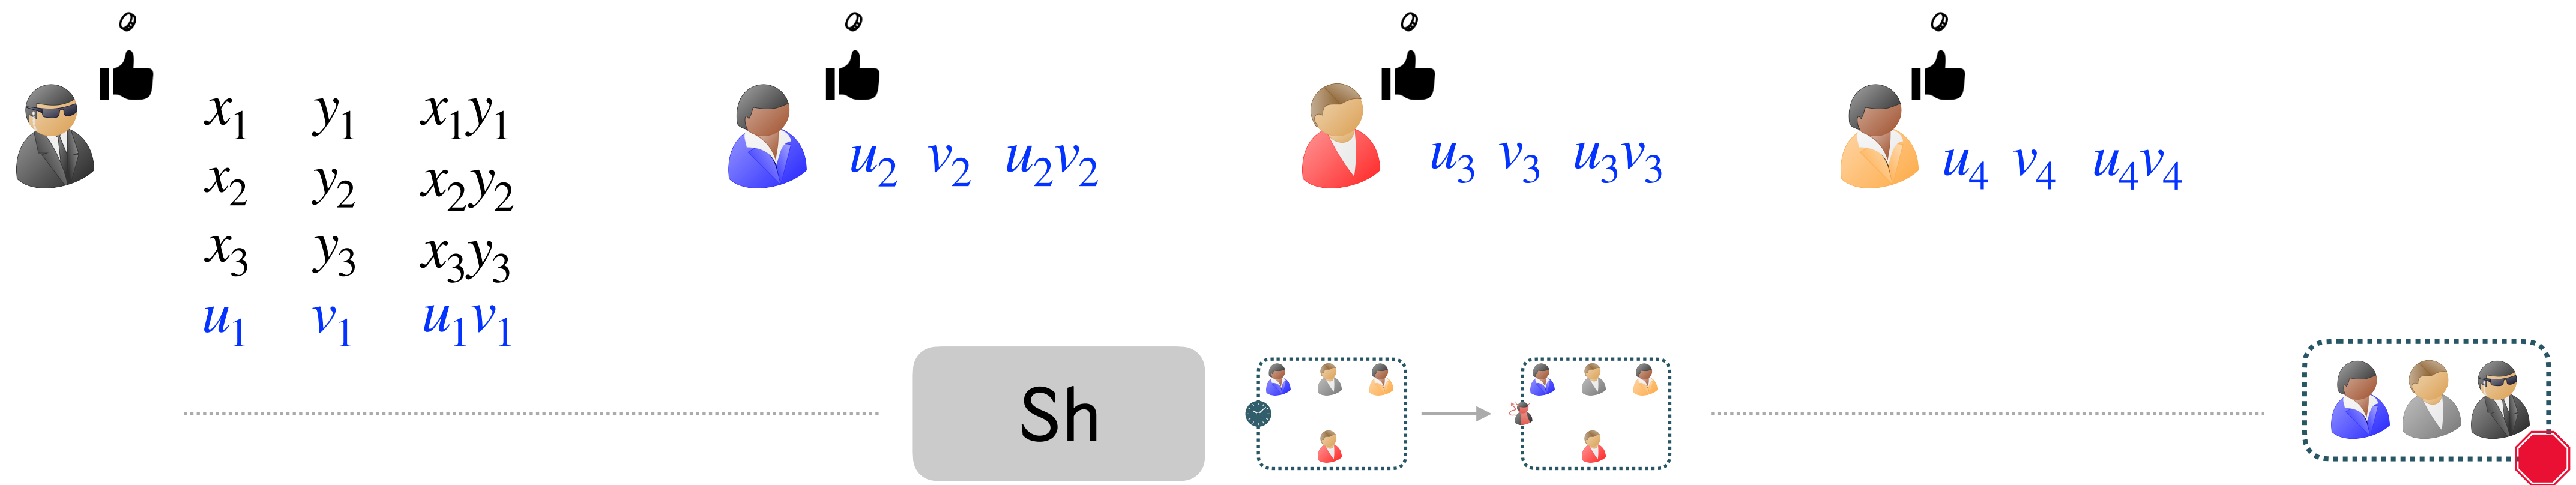 x₁ y₁ x₁y₁
x₂ y₂ x₂y₂
x₃ y₃ x₃y₃
u₁ v₁ u₁v₁
u₂ v₂ u₂v₂
u₃ v₃ u₃v₃
u₄ v₄ u₄v₄
Sh